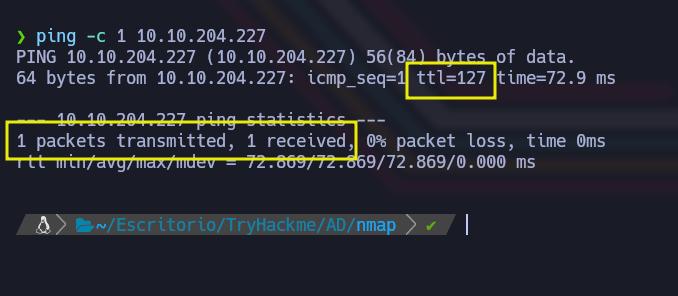 ❯ ping -c 1 10.10.204.227
PING 10.10.204.227 (10.10.204.227) 56(84) bytes of data.
64 bytes from 10.10.204.227: icmp_seq=1 ttl=127 time=72.9 ms
--- 10.10.204.227 ping statistics ---
1 packets transmitted, 1 received, 0% packet loss, time 0ms
rtt min/avg/max/mdev = 72.869/72.869/72.869/0.000 ms
~/Escritorio/TryHackme/AD/nmap ✔